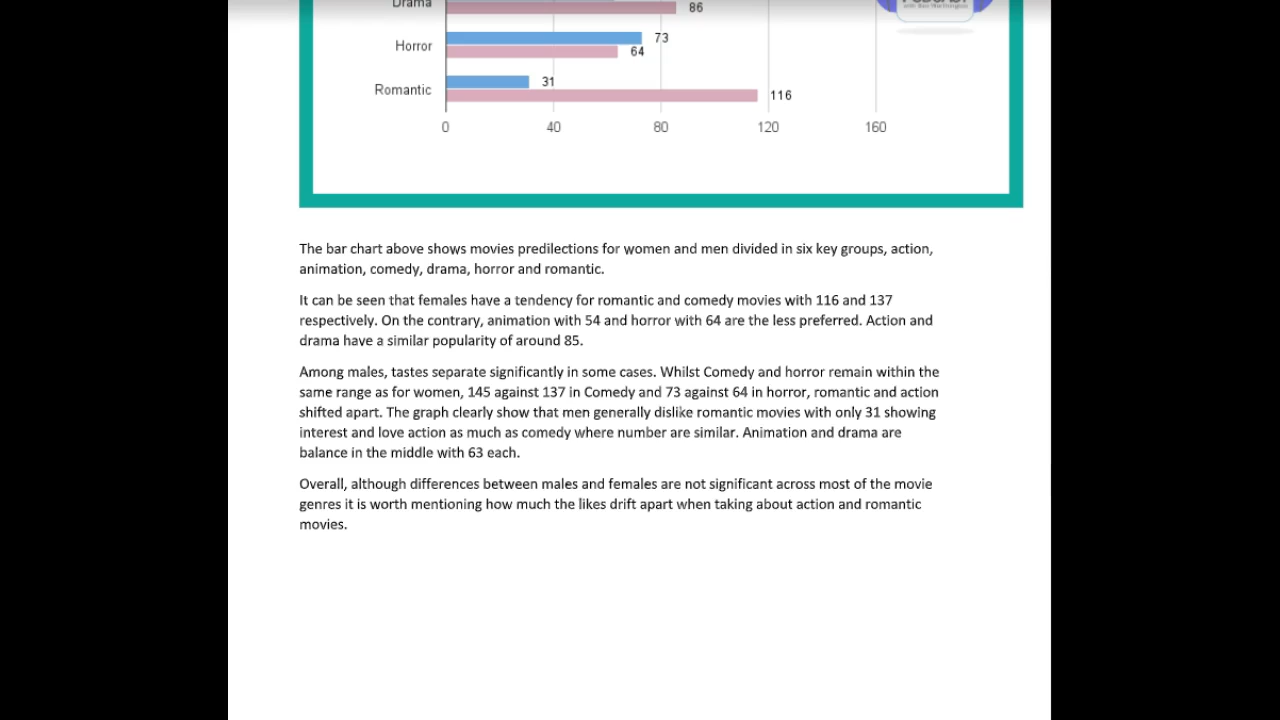 Drama
86
Horror
73
64
Romantic
31
116
0 40 80 120 160
The bar chart above shows movies predilections for women and men divided in six key groups, action,
animation, comedy, drama, horror and romantic.
It can be seen that females have a tendency for romantic and comedy movies with 116 and 137
respectively. On the contrary, animation with 54 and horror with 64 are the less preferred. Action and
drama have a similar popularity of around 85.
Among males, tastes separate significantly in some cases. Whilst Comedy and horror remain within the
same range as for women, 145 against 137 in Comedy and 73 against 64 in horror, romantic and action
shifted apart. The graph clearly show that men generally dislike romantic movies with only 31 showing
interest and love action as much as comedy where number are similar. Animation and drama are
balance in the middle with 63 each.
Overall, although differences between males and females are not significant across most of the movie
genres it is worth mentioning how much the likes drift apart when taking about action and romantic
movies.